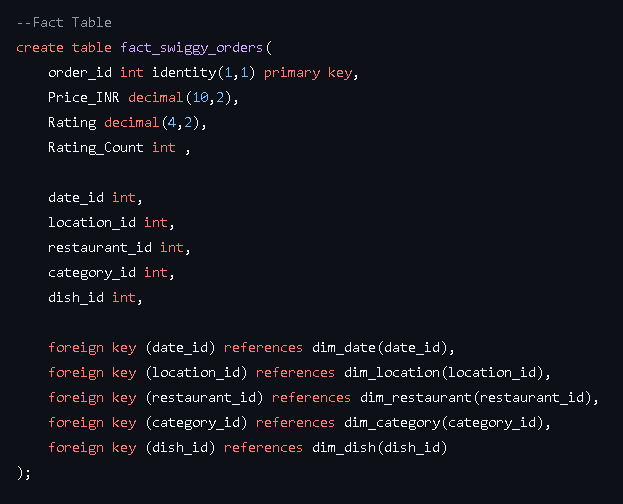 --Fact Table
create table fact_swiggy_orders(
    order_id int identity(1,1) primary key,
    Price_INR decimal(10,2),
    Rating decimal(4,2),
    Rating_Count int ,

    date_id int,
    location_id int,
    restaurant_id int,
    category_id int,
    dish_id int,

    foreign key (date_id) references dim_date(date_id),
    foreign key (location_id) references dim_location(location_id),
    foreign key (restaurant_id) references dim_restaurant(restaurant_id),
    foreign key (category_id) references dim_category(category_id),
    foreign key (dish_id) references dim_dish(dish_id)
);